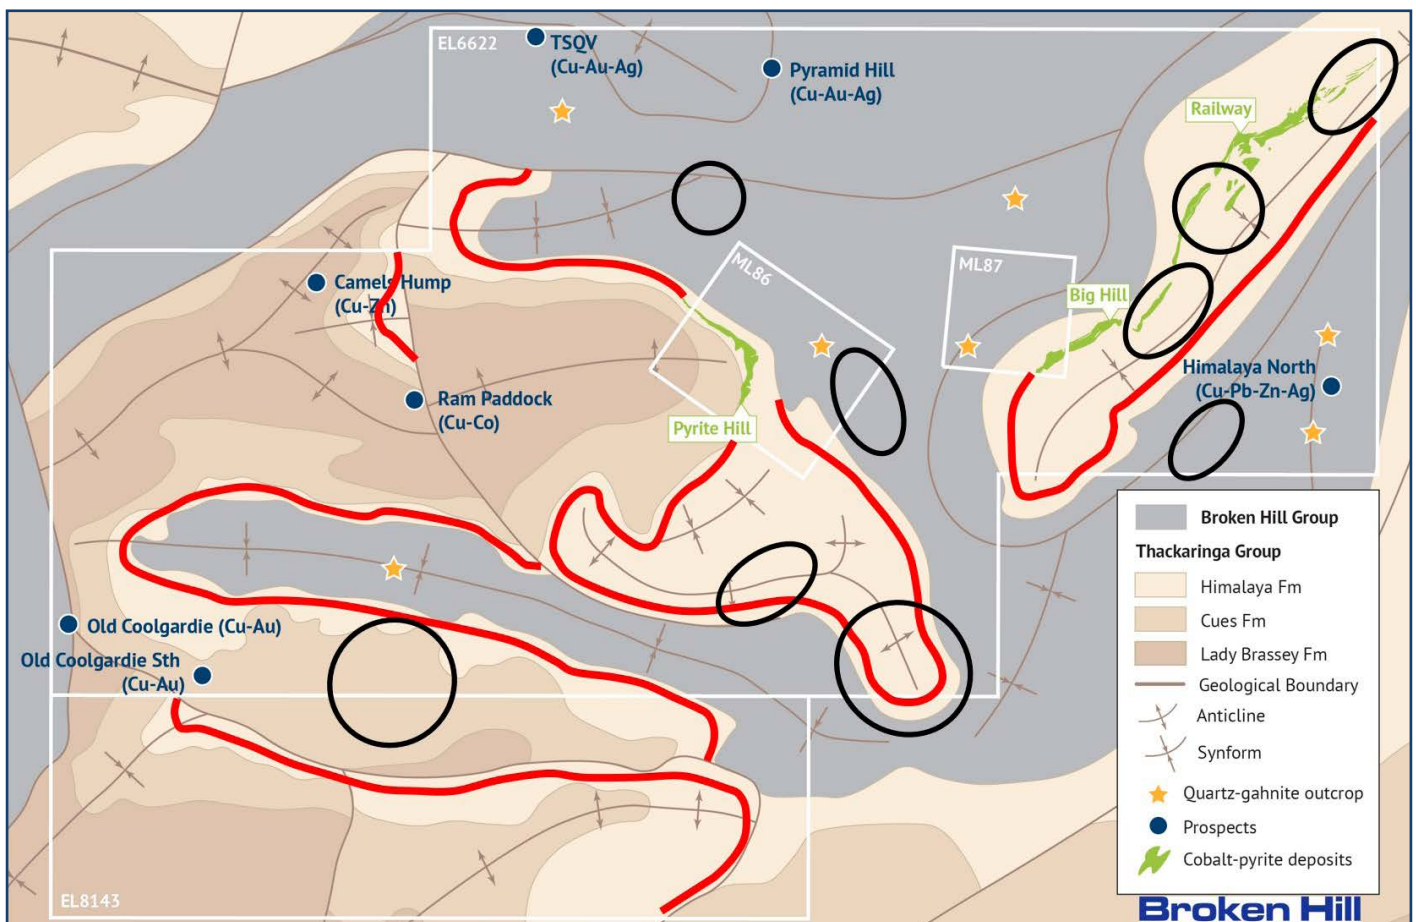 EL6622
TSQV
(Cu-Au-Ag)
Pyramid Hill
(Cu-Au-Ag)
Railway
ML86
ML87
Camels Hump
(Cu-Zn)
Big Hill
Himalaya North
(Cu-Pb-Zn-Ag)
Ram Paddock
(Cu-Co)
Pyrite Hill
Old Coolgardie (Cu-Au)
Old Coolgardie Sth
(Cu-Au)
EL8143
Broken Hill Group
Thackaringa Group
Himalaya Fm
Cues Fm
Lady Brassey Fm
Geological Boundary
Anticline
Synform
Quartz-gahnite outcrop
Prospects
Cobalt-pyrite deposits
Broken Hill